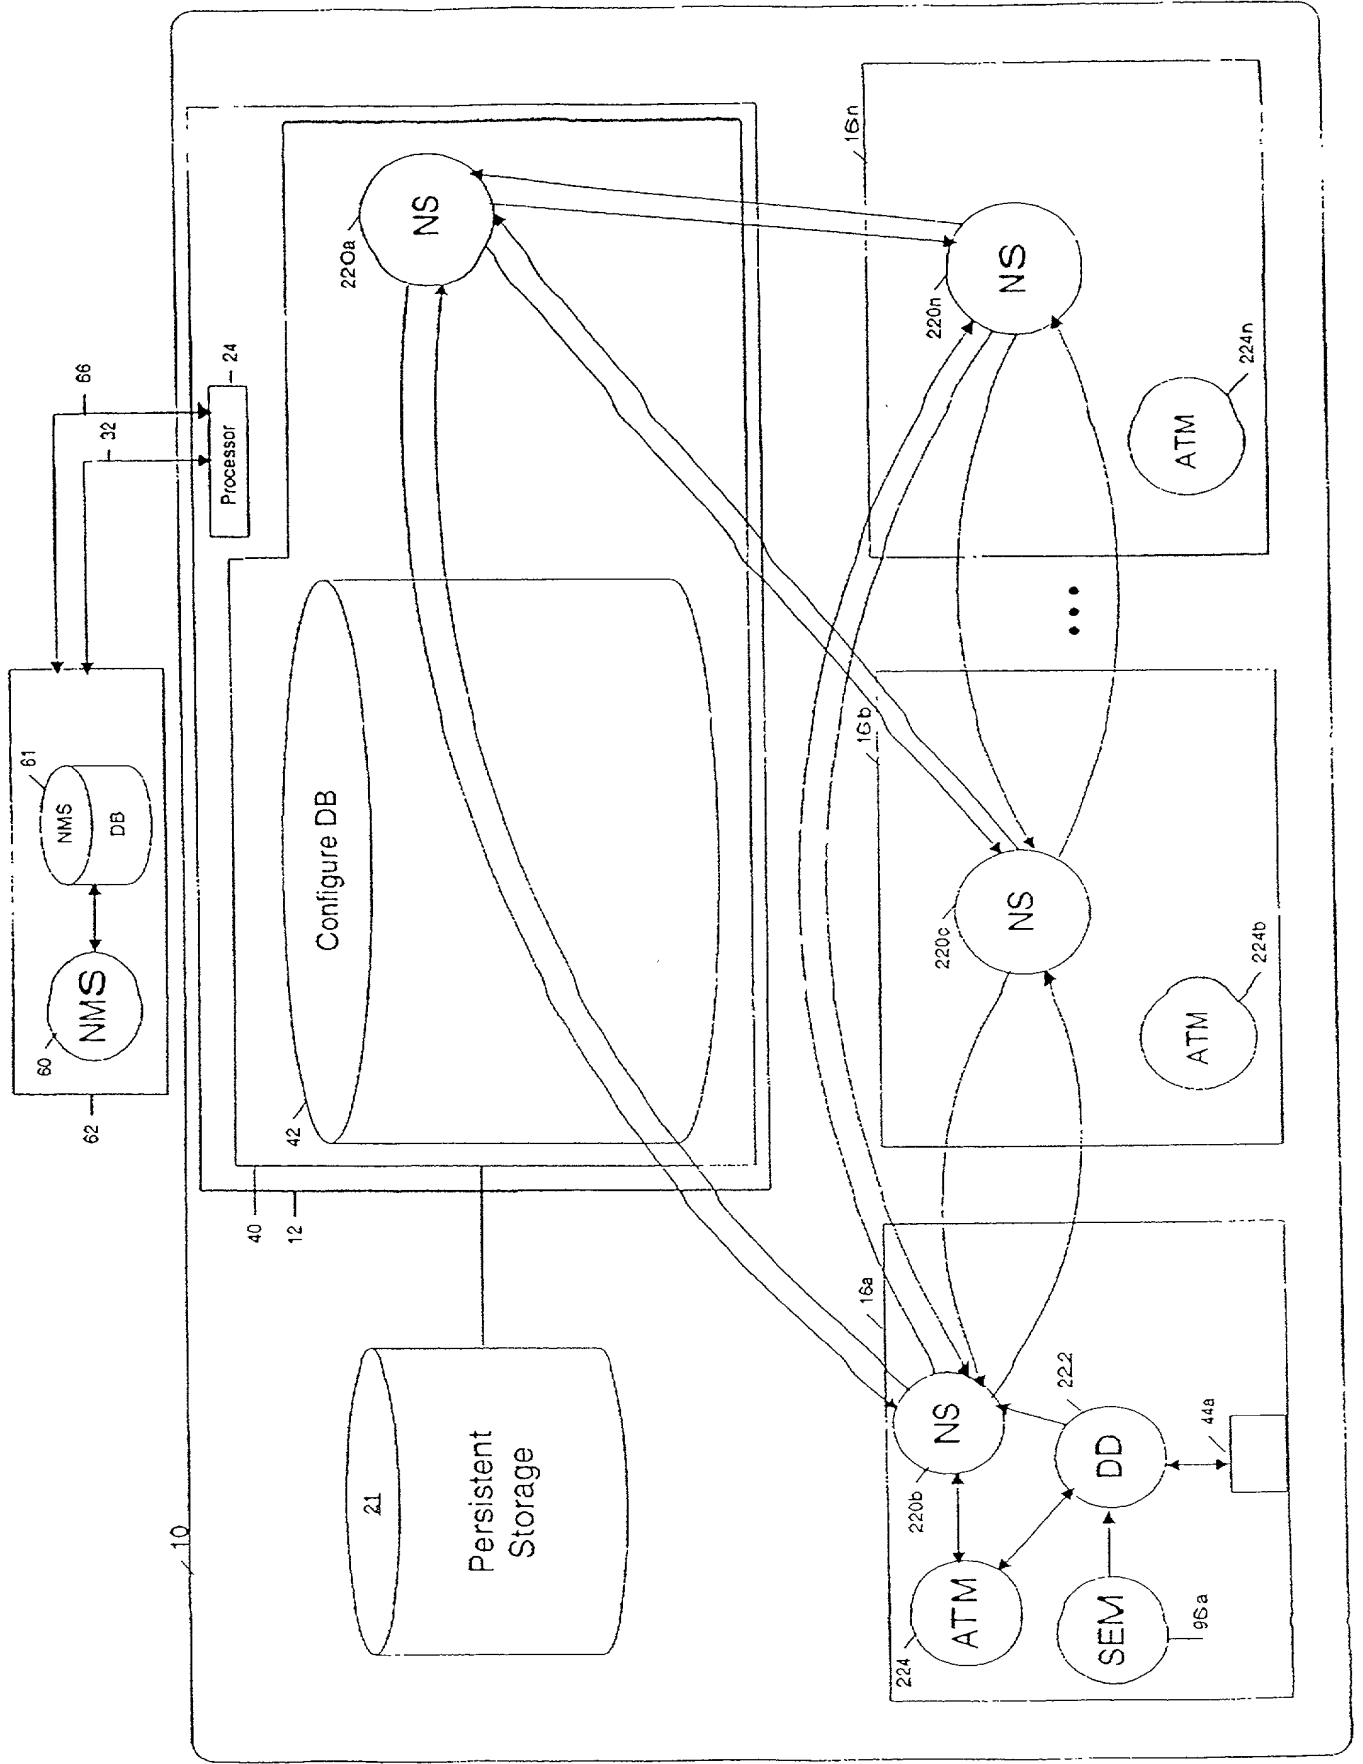 62
60
NMS
NMS
DB
61
32
66
10
40
12
Processor
24
21
Persistent
Storage
42
Configure DB
220a
NS
16a
220b
NS
224
ATM
222
DD
SEM
96a
44a
16b
220c
NS
ATM
224b
16n
220n
NS
ATM
224n